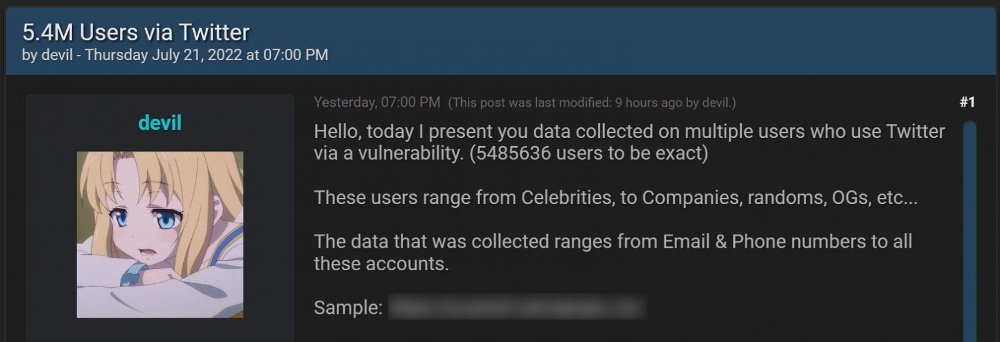 5.4M Users via Twitter
by devil - Thursday July 21, 2022 at 07:00 PM
devil
Yesterday, 07:00 PM (This post was last modified: 9 hours ago by devil.)
#1
Hello, today I present you data collected on multiple users who use Twitter
via a vulnerability. (5485636 users to be exact)
These users range from Celebrities, to Companies, randoms, OGs, etc...
The data that was collected ranges from Email & Phone numbers to all
these accounts.
Sample: